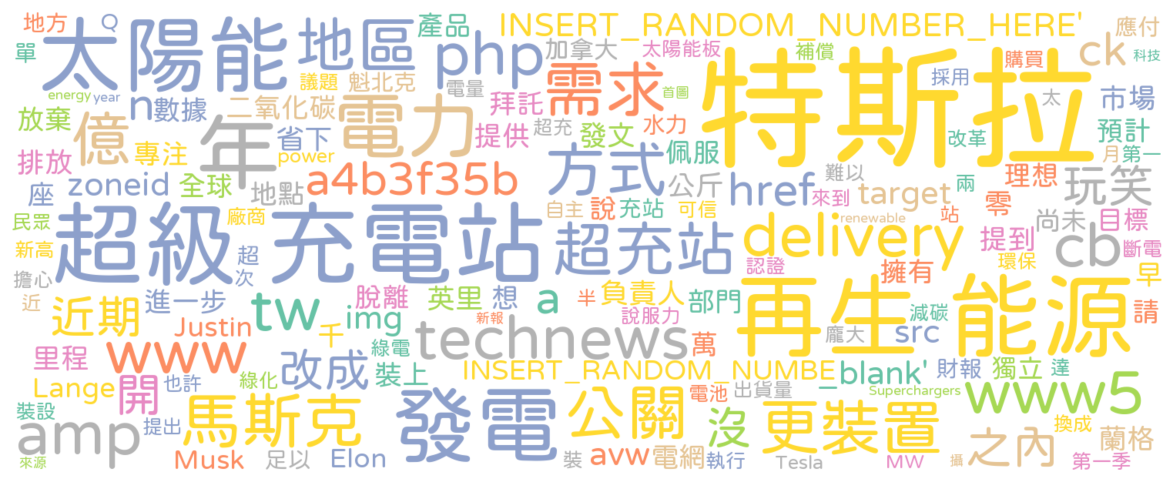 地方 Q 產品 INSERT_RANDOM_NUMBER_HERE' 應付
單 太陽能 地區 php 加拿大 太陽能板 補償 購買 ck 科技
energy year 議題 魁北克 電量 需求 首圖 特斯拉 採用 太 市場
放棄 n 數據 二氧化碳 電力 拜託 超充 發文 水力 改革 預計
億 年 省下 提供 佩服 月 第一
排放 專注 power 方式 難以 兩 理想 玩笑
座 zoneid 全球 地點 a4b3f35b 公斤 href 來到 target 零
民眾 廠商 超級充電站 自主 說 充站 可信 renewable 站 尚未 目標
新高 超 超充站 delivery 提到 cb 斷電
擔心 次 認證 擁有 環保 早
近 近期 進一步 脫離 英里 想 a 半 負責人 部門 再生能源 請
tw img 千 Justin 新報 說服力 減碳
里程 www 綠電 technews 萬 龐大 src
Lange 開 也許 綠化 改成 裝上 INSERT_RANDOM_NUMBE _blank' 財報 獨立 達
裝設 馬斯克 發電 公關 電池 出貨量 Superchargers www5
amp 提出 沒 更裝置 換成 蘭格
來源 Musk 足以 Elon 裝 avw 電網 執行 Tesla MW 之內 攝 第一季